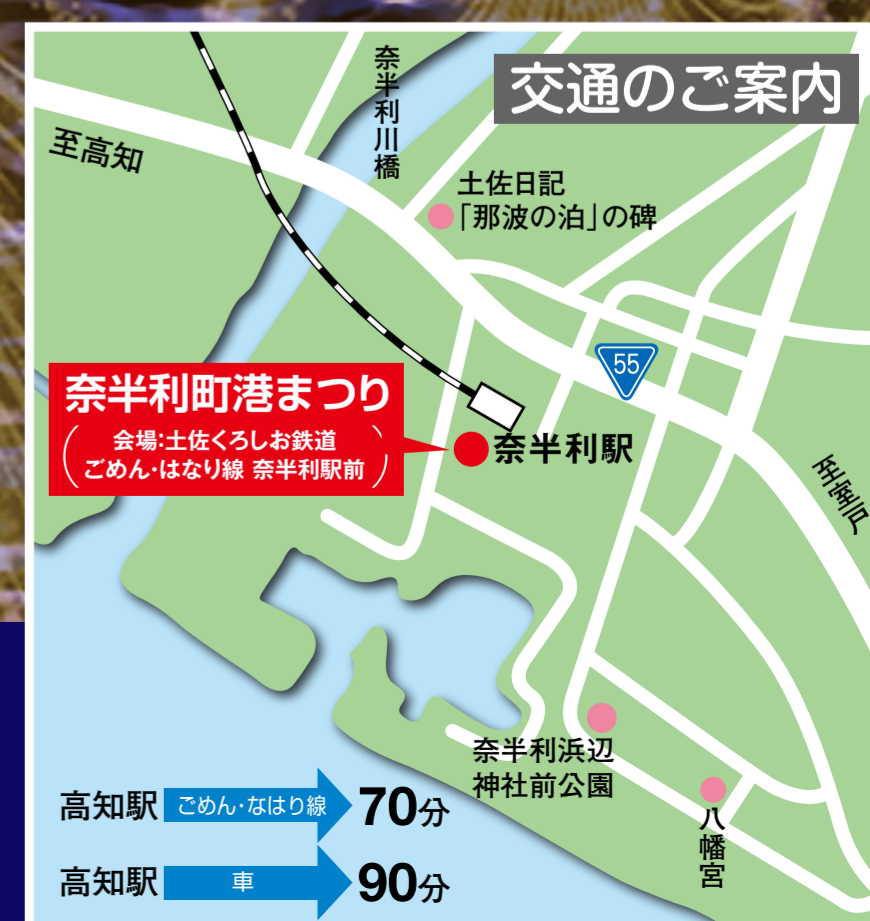 交通のご案内
奈半利川橋
至高知
土佐日記
「那波の泊」の碑
55
奈半利町港まつり
会場:土佐くろしお鉄道
ごめん・はなり線 奈半利駅前
奈半利駅
至室戸
奈半利浜辺
神社前公園
八幡宮
高知駅 ごめん・なはり線 70分
高知駅 車 90分